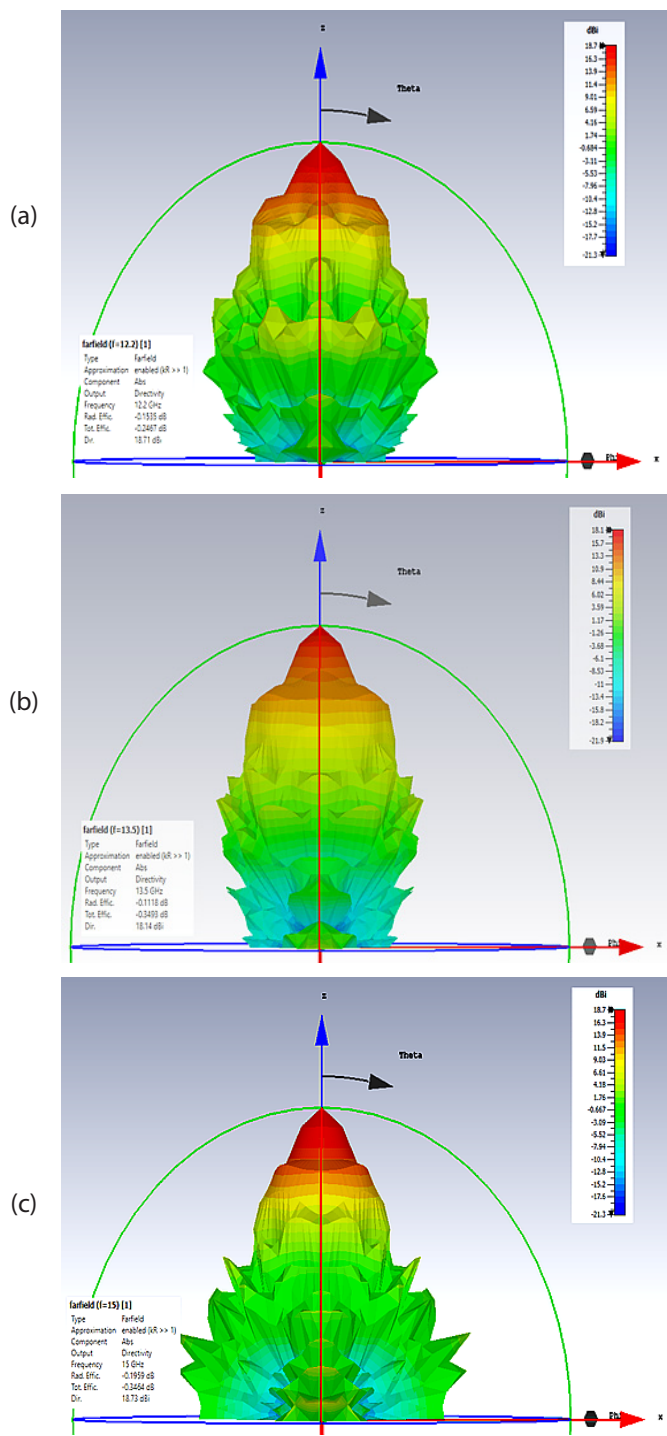 (a)
z
Theta
dBi
18.7
16.3
13.9
11.4
9.01
6.59
4.16
-0.684
-3.11
-5.53
-7.95
-10.4
-12.8
-15.2
-17.7
-21.3
farfield (f=12.2) [1]
Type Farfield
Approximation enabled (kR >> 1)
Component Abs
Output Directivity
Frequency 12.2 GHz
Rad. Effic. -0.1535 dB
Tot. Effic. -0.2467 dB
Dir. 18.71 dBi
x
(b)
z
Theta
dBi
18.1
15.7
13.3
10.9
8.44
6.02
3.59
1.17
-1.26
-3.68
-6.1
-8.53
-11
-13.4
-15.8
-18.2
-21.9
farfield (f=13.5) [1]
Type Farfield
Approximation enabled (kR >> 1)
Component Abs
Output Directivity
Frequency 13.5 GHz
Rad. Effic. -0.1118 dB
Tot. Effic. -0.3493 dB
Dir. 18.14 dBi
x
(c)
z
Theta
dBi
18.7
16.3
13.9
11.5
9.03
6.61
4.18
-0.667
-3.09
-5.52
-7.94
-10.4
-12.8
-15.2
-17.6
-21.3
farfield (f=15) [1]
Type Farfield
Approximation enabled (kR >> 1)
Component Abs
Output Directivity
Frequency 15 GHz
Rad. Effic. -0.1959 dB
Tot. Effic. -0.3464 dB
Dir. 18.73 dBi
x